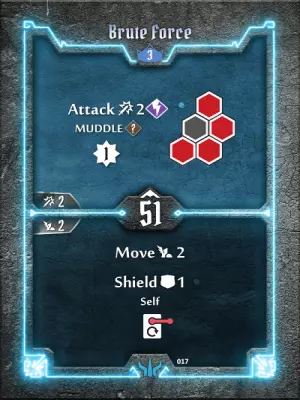 Brute Force
3
Attack 2
MUDDLE ?
1
2
51
2
Move 2
Shield 1
Self
017